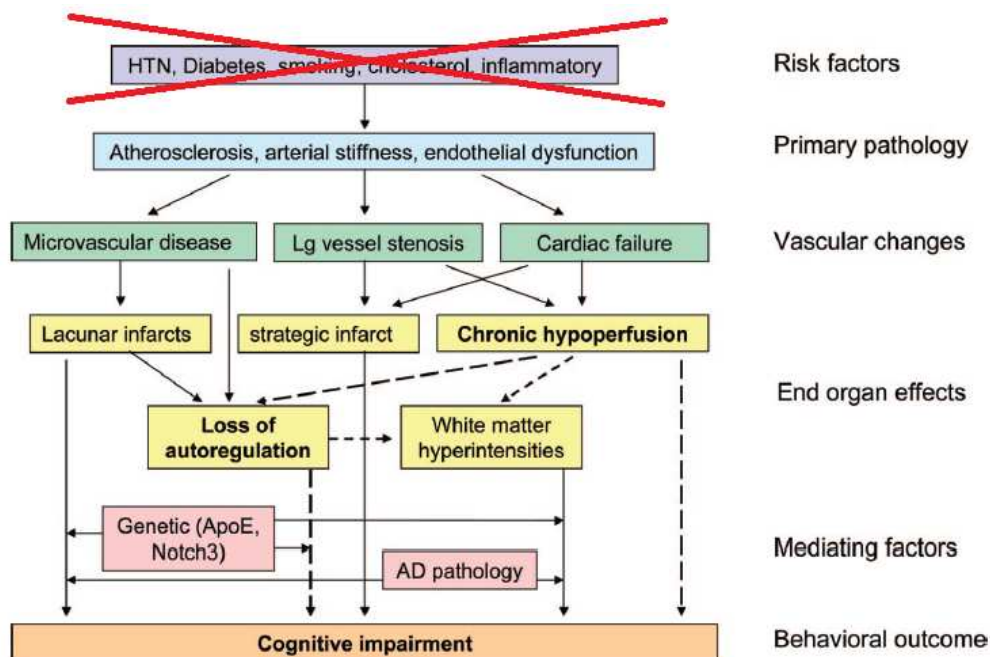 HTN, Diabetes, smoking, cholesterol, inflammatory
Risk factors
Atherosclerosis, arterial stiffness, endothelial dysfunction
Primary pathology
Microvascular disease
Lg vessel stenosis
Cardiac failure
Vascular changes
Lacunar infarcts
strategic infarct
Chronic hypoperfusion
End organ effects
Loss of
autoregulation
White matter
hyperintensities
Genetic (ApoE,
Notch3)
Mediating factors
AD pathology
Cognitive impairment
Behavioral outcome